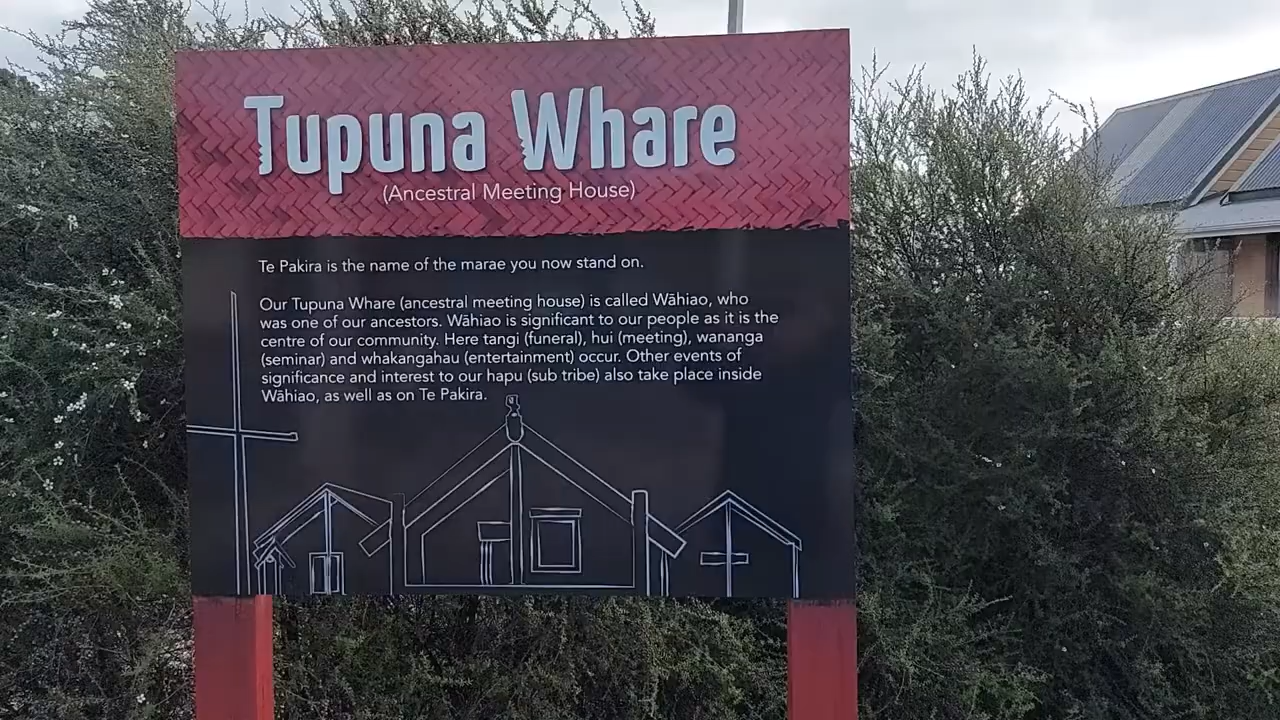 Tupuna Whare
(Ancestral Meeting House)
Te Pakira is the name of the marae you now stand on.
Our Tupuna Whare (ancestral meeting house) is called Wāhiao, who
was one of our ancestors. Wāhiao is significant to our people as it is the
centre of our community. Here tangi (funeral), hui (meeting), wananga
(seminar) and whakangahau (entertainment) occur. Other events of
significance and interest to our hapu (sub tribe) also take place inside
Wāhiao, as well as on Te Pakira.